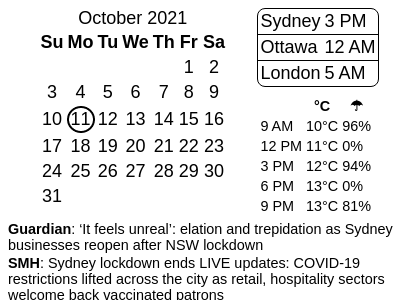 October 2021
Su Mo Tu We Th Fr Sa
1 2
3 4 5 6 7 8 9
10 11 12 13 14 15 16
17 18 19 20 21 22 23
24 25 26 27 28 29 30
31
Sydney 3 PM
Ottawa 12 AM
London 5 AM
°C ☂
9 AM 10°C 96%
12 PM 11°C 0%
3 PM 12°C 94%
6 PM 13°C 0%
9 PM 13°C 81%
Guardian: ‘It feels unreal’: elation and trepidation as Sydney
businesses reopen after NSW lockdown
SMH: Sydney lockdown ends LIVE updates: COVID-19
restrictions lifted across the city as retail, hospitality sectors
welcome back vaccinated patrons